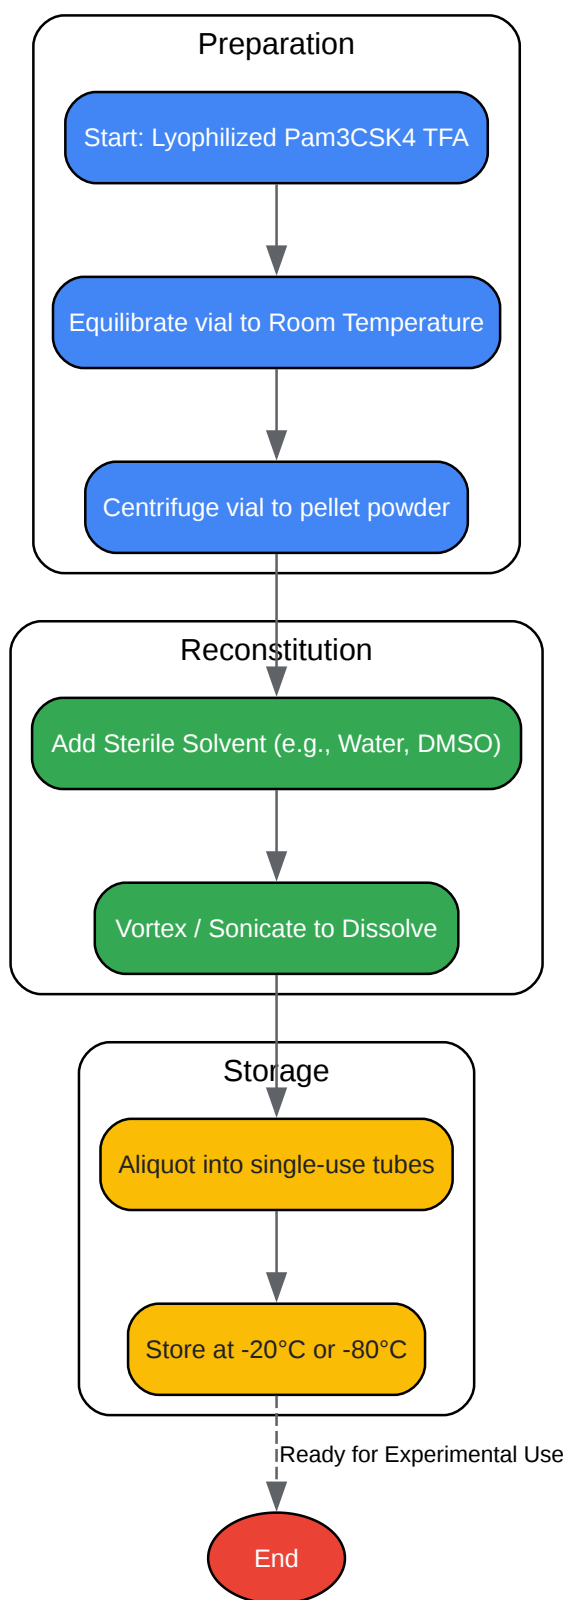 Preparation
Start: Lyophilized Pam3CSK4 TFA
Equilibrate vial to Room Temperature
Centrifuge vial to pellet powder
Reconstitution
Add Sterile Solvent (e.g., Water, DMSO)
Vortex / Sonicate to Dissolve
Storage
Aliquot into single-use tubes
Store at -20°C or -80°C
Ready for Experimental Use
End